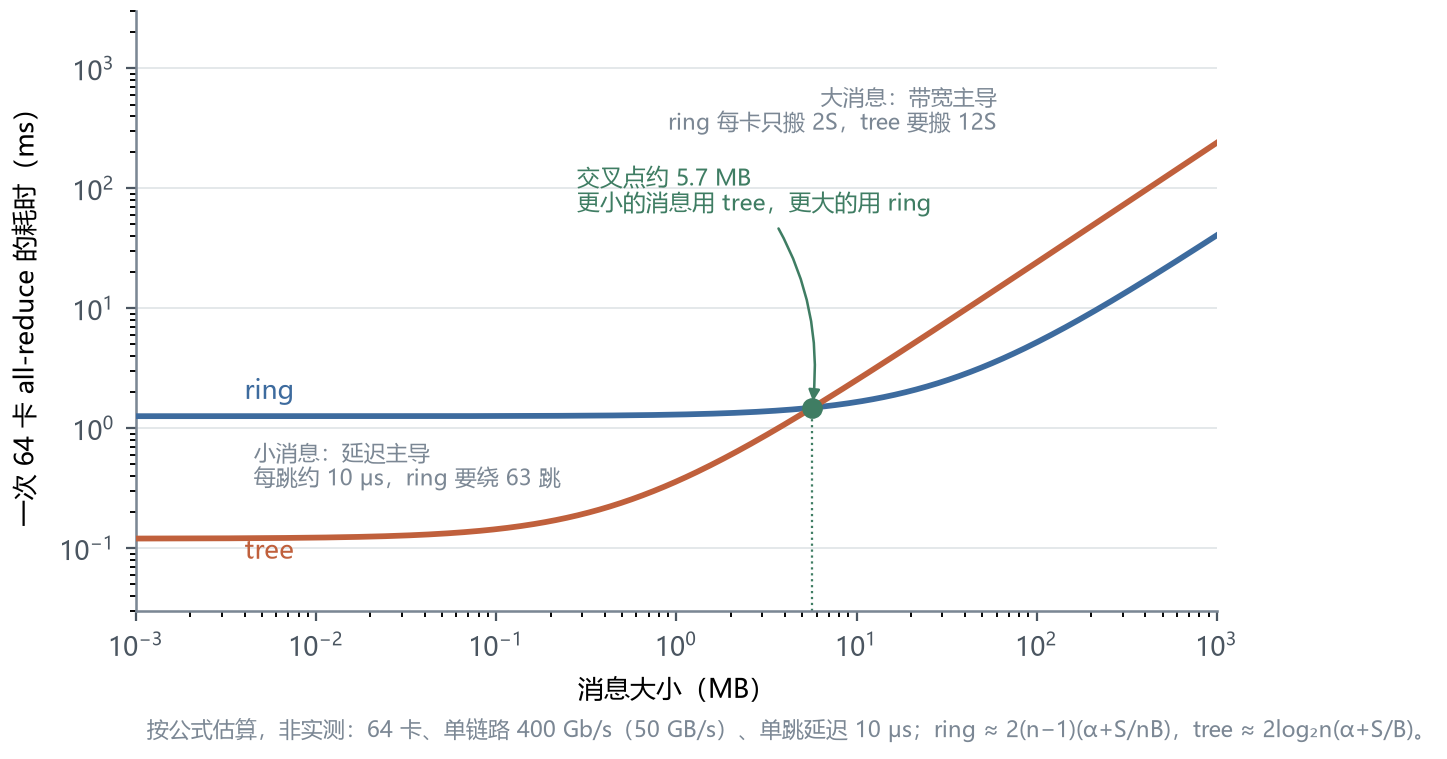 一次 64 卡 all-reduce 的耗时（ms）
10³
10²
10¹
10⁰
10⁻¹
大消息：带宽主导
ring 每卡只搬 2S，tree 要搬 12S
交叉点约 5.7 MB
更小的消息用 tree，更大的用 ring
ring
小消息：延迟主导
每跳约 10 μs，ring 要绕 63 跳
tree
10⁻³ 10⁻² 10⁻¹ 10⁰ 10¹ 10² 10³
消息大小（MB）
按公式估算，非实测：64 卡、单链路 400 Gb/s（50 GB/s）、单跳延迟 10 μs；ring ≈ 2(n−1)(α+S/nB)，tree ≈ 2log₂n(α+S/B)。